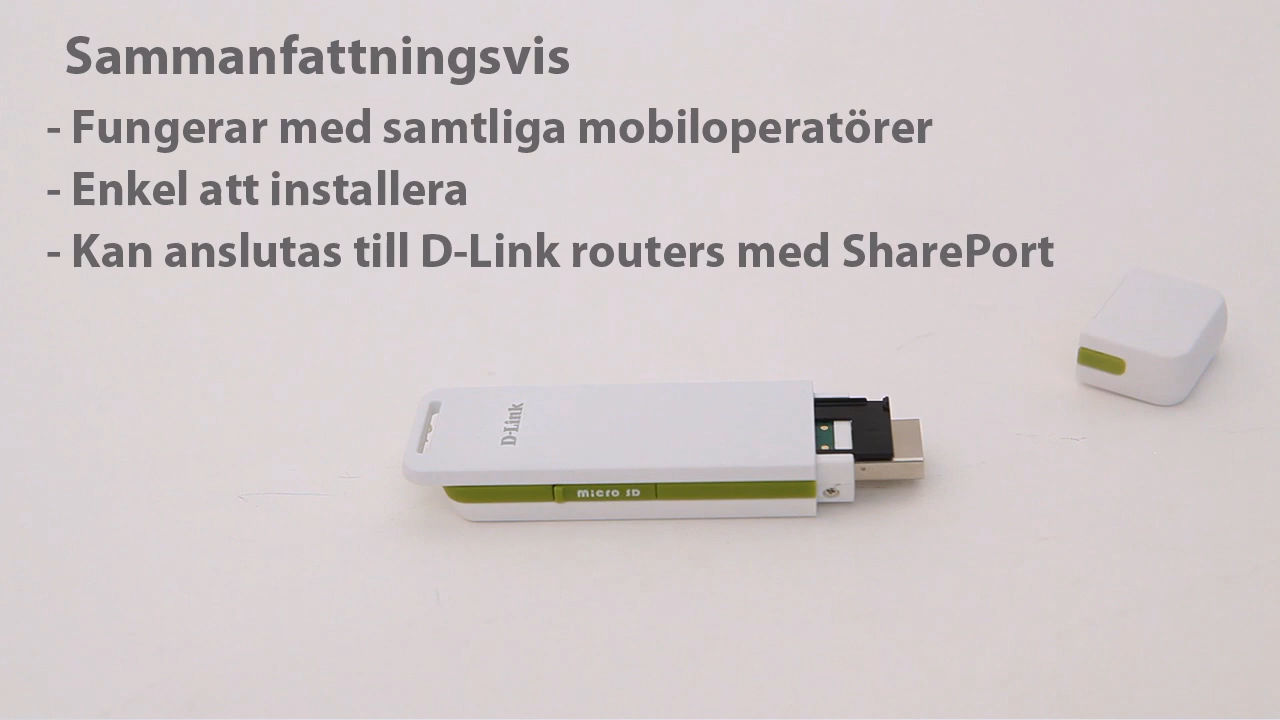 Sammanfattningsvis
- Fungerar med samtliga mobiloperatörer
- Enkel att installera
- Kan anslutas till D-Link routers med SharePort
D-Link
micro SD